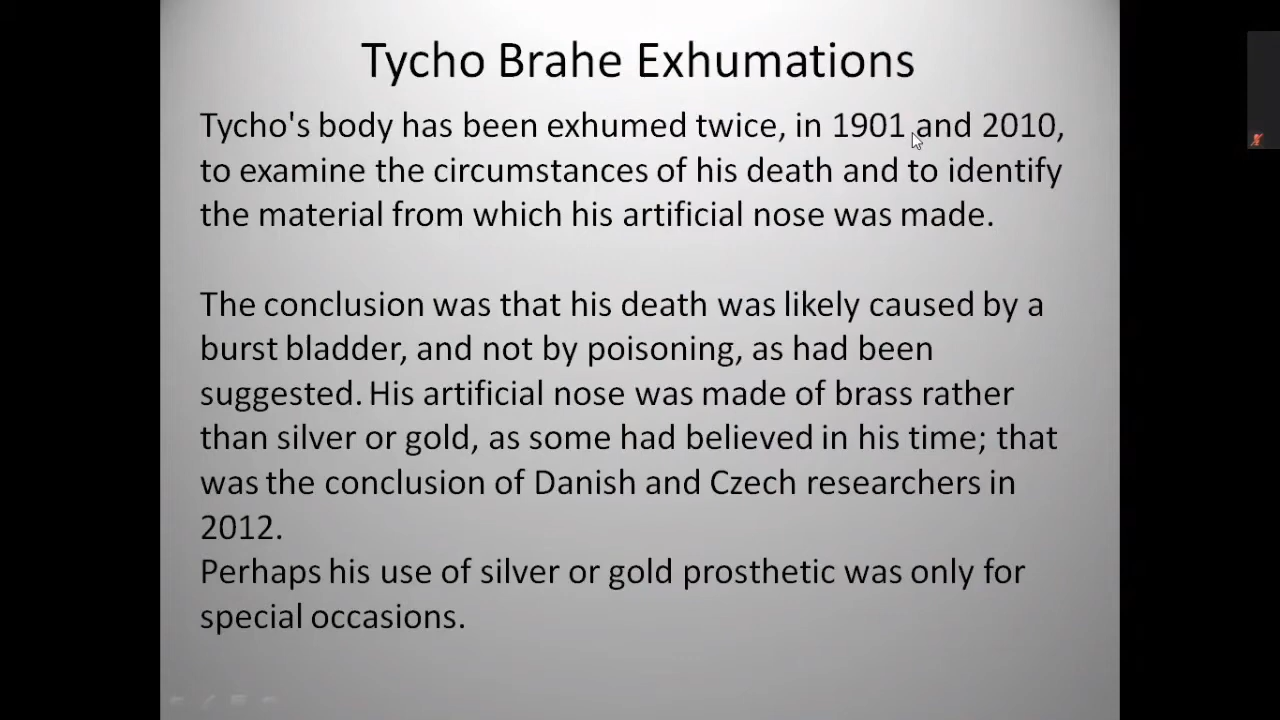 Tycho Brahe Exhumations
Tycho's body has been exhumed twice, in 1901 and 2010,
to examine the circumstances of his death and to identify
the material from which his artificial nose was made.
The conclusion was that his death was likely caused by a
burst bladder, and not by poisoning, as had been
suggested. His artificial nose was made of brass rather
than silver or gold, as some had believed in his time; that
was the conclusion of Danish and Czech researchers in
2012.
Perhaps his use of silver or gold prosthetic was only for
special occasions.